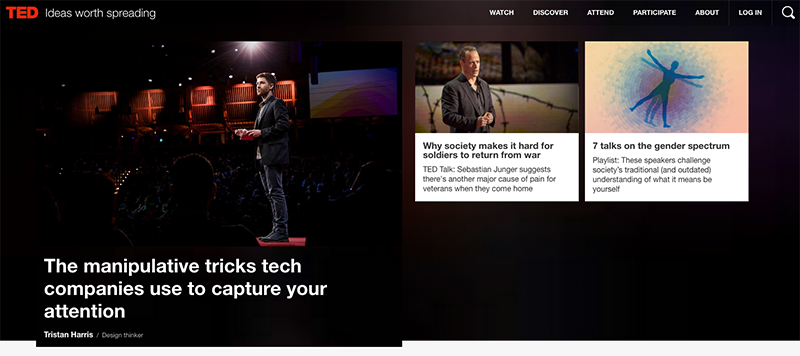 TED Ideas worth spreading
WATCH DISCOVER ATTEND PARTICIPATE ABOUT LOG IN
The manipulative tricks tech
companies use to capture your
attention
Tristan Harris / Design thinker
Why society makes it hard for
soldiers to return from war
TED Talk: Sebastian Junger suggests
there's another major cause of pain for
veterans when they come home
7 talks on the gender spectrum
Playlist: These speakers challenge
society's traditional (and outdated)
understanding of what it means be
yourself